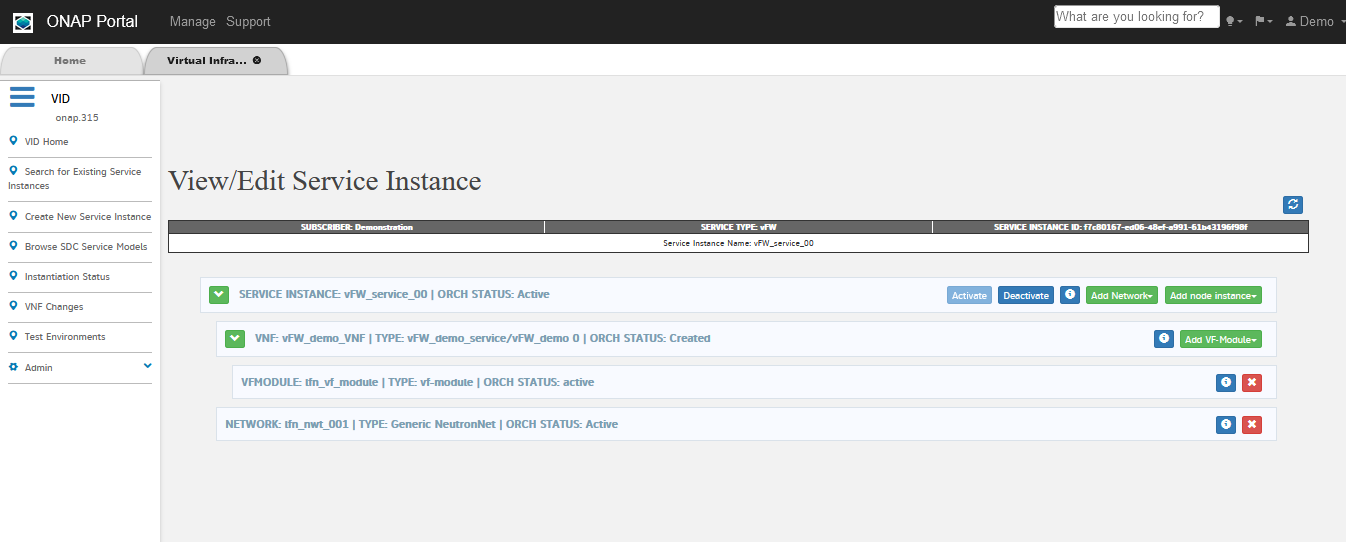 ONAP Portal
Manage Support
What are you looking for?
Demo
Home
Virtual Infra...
VID
onap.315
VID Home
Search for Existing Service
Instances
Create New Service Instance
Browse SDC Service Models
Instantiation Status
VNF Changes
Test Environments
Admin
View/Edit Service Instance
SUBSCRIBER: Demonstration
SERVICE TYPE: vFW
SERVICE INSTANCE ID: f7c80167-ed06-48ef-a991-61b43196f98f
Service Instance Name: vFW_service_00
SERVICE INSTANCE: vFW_service_00 | ORCH STATUS: Active
Activate
Deactivate
Add Network
Add node instance
VNF: vFW_demo_VNF | TYPE: vFW_demo_service/vFW_demo 0 | ORCH STATUS: Created
Add VF-Module
VFMODULE: tfn_vf_module | TYPE: vf-module | ORCH STATUS: active
NETWORK: tfn_nwt_001 | TYPE: Generic NeutronNet | ORCH STATUS: Active